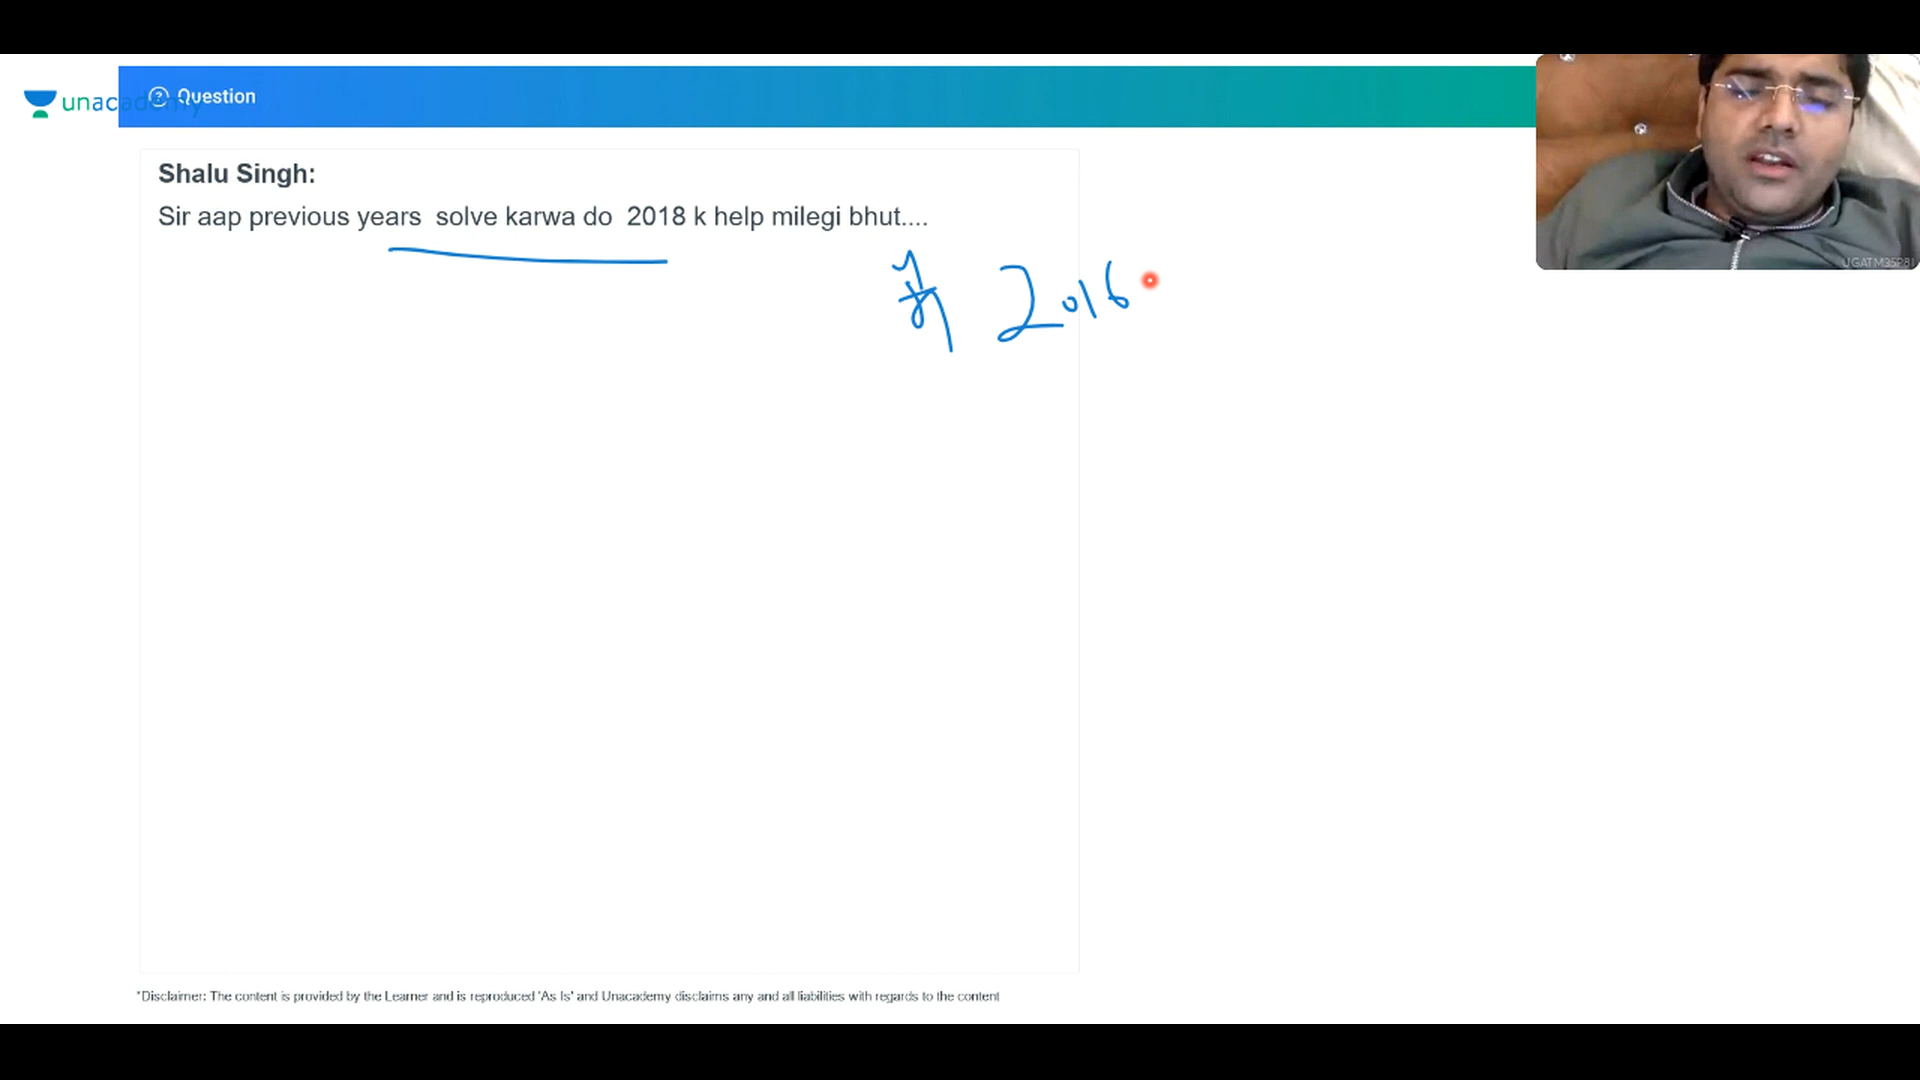 unacademy
Question
Shalu Singh:
Sir aap previous years solve karwa do 2018 k help milegi bhut....
2016
*Disclaimer: The content is provided by the Learner and is reproduced 'As Is' and Unacademy disclaims any and all liabilities with regards to the content
UGATM35P8I